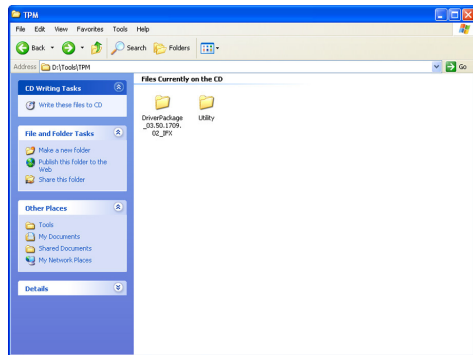 TPM
File Edit View Favorites Tools Help
Back Search Folders
Address D:\Tools\TPM Go
CD Writing Tasks
Write these files to CD
File and Folder Tasks
Make a new folder
Publish this folder to the
Web
Share this folder
Other Places
Tools
My Documents
Shared Documents
My Network Places
Details
Files Currently on the CD
DriverPackage
_03.50.1709.
02_IFX
Utility